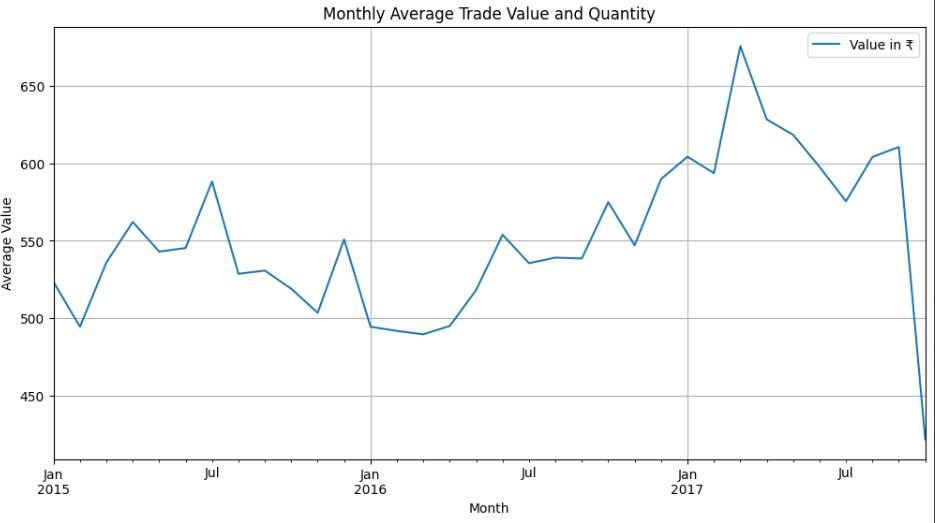 Monthly Average Trade Value and Quantity
Value in ₹
650
600
550
500
450
Average Value
Jan Jul Jan Jul Jan Jul
2015 2016 2017
Month